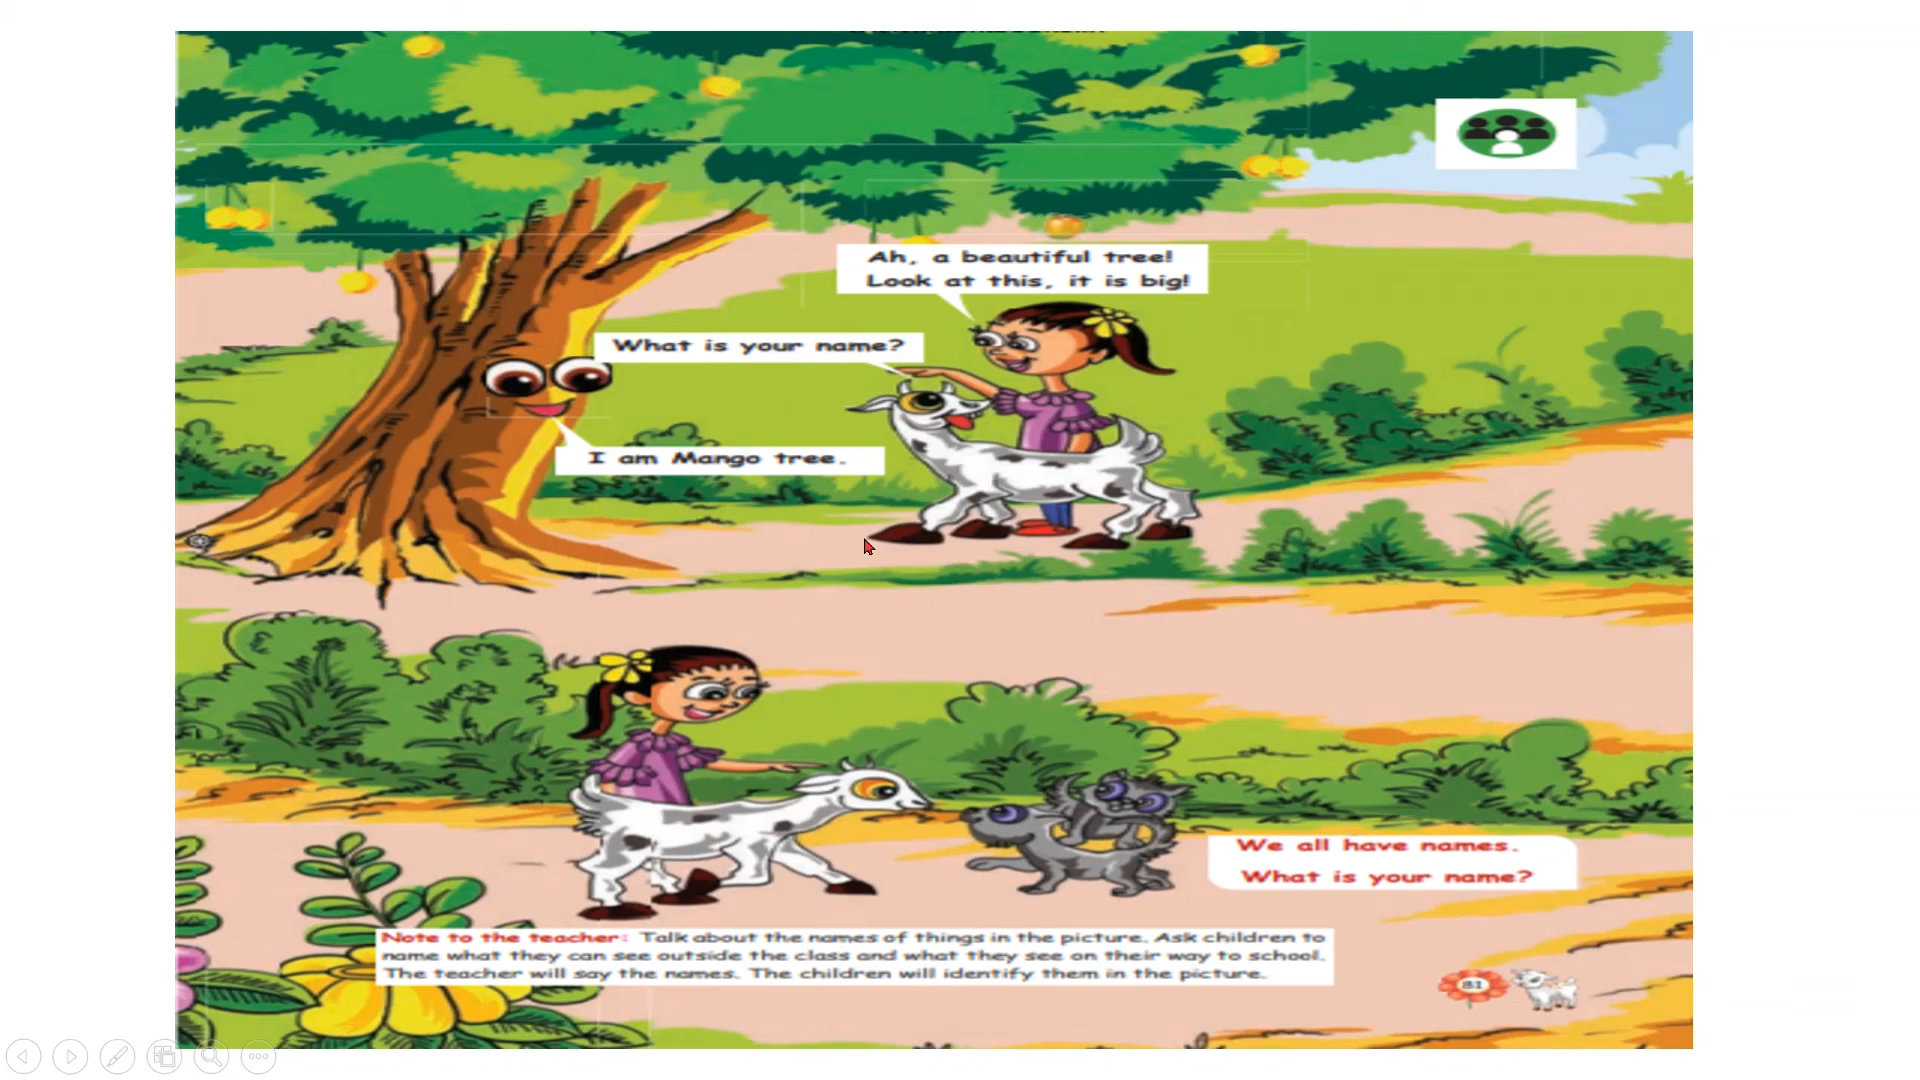 Ah, a beautiful tree!
Look at this, it is big!
What is your name?
I am Mango tree.
We all have names.
What is your name?
Note to the teacher: Talk about the names of things in the picture. Ask children to
name what they can see outside the class and what they see on their way to school.
The teacher will say the names. The children will identify them in the picture.
81